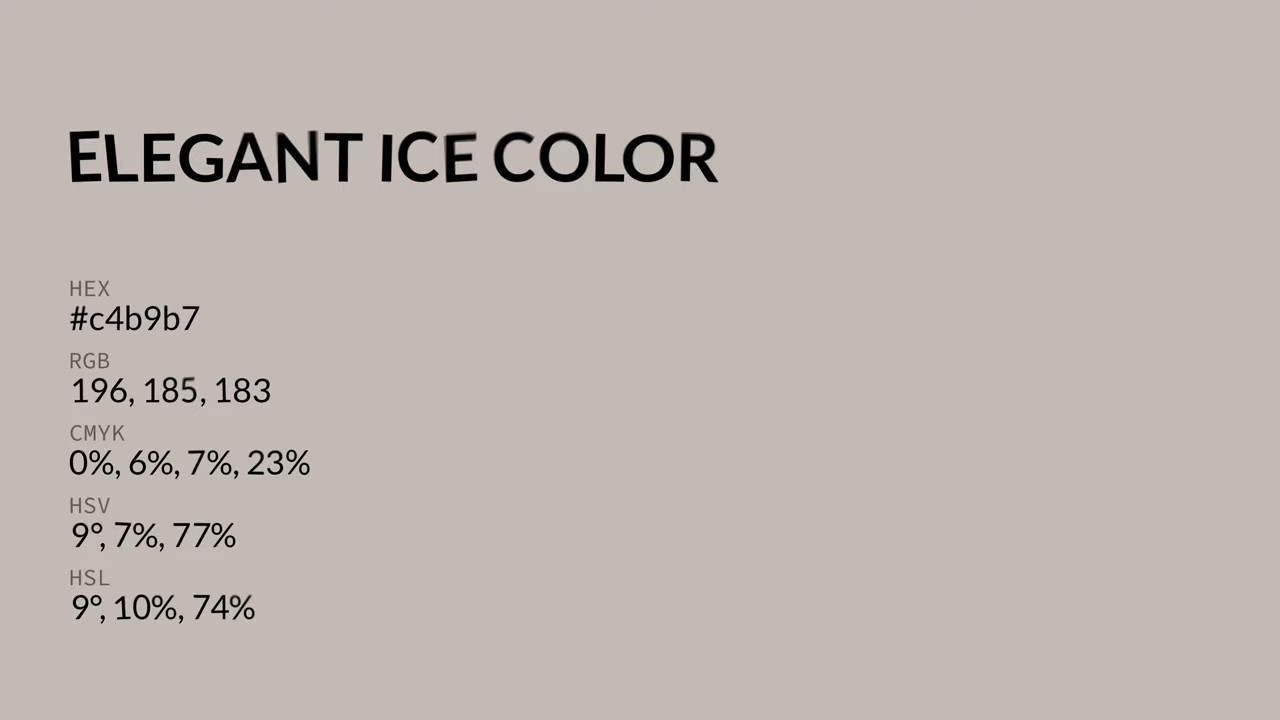 ELEGANT ICE COLOR
HEX
#c4b9b7
RGB
196, 185, 183
CMYK
0%, 6%, 7%, 23%
HSV
9°, 7%, 77%
HSL
9°, 10%, 74%